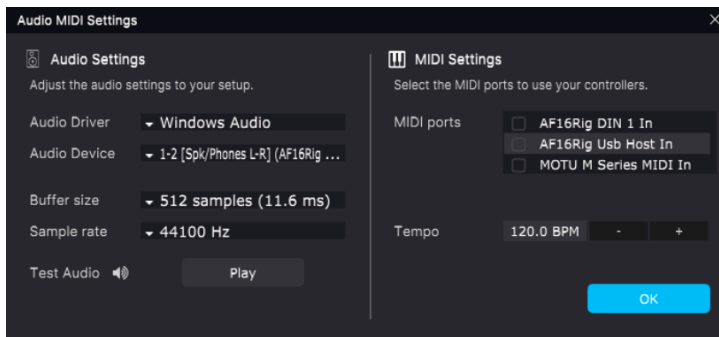 Audio MIDI Settings
Audio Settings
Adjust the audio settings to your setup.
Audio Driver
Windows Audio
Audio Device
1-2 [Spk/Phones L-R] (AF16Rig ...
Buffer size
512 samples (11.6 ms)
Sample rate
44100 Hz
Test Audio
Play
MIDI Settings
Select the MIDI ports to use your controllers.
MIDI ports
AF16Rig DIN 1 In
AF16Rig Usb Host In
MOTU M Series MIDI In
Tempo
120.0 BPM - +
OK